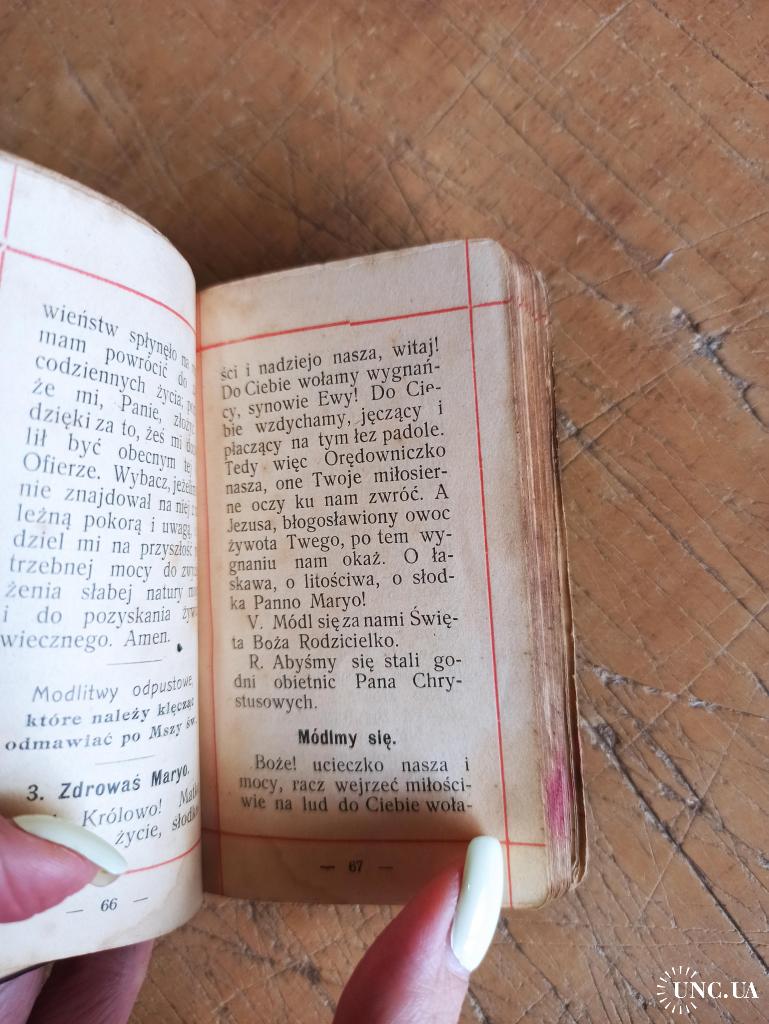 wieństw spłynęło na
mam powrócić do
codziennych życia;
że mi, Panie,
dzięki za to, żeś mi
lił być obecnym
Ofierze. Wybacz,
nie znajdował na niej
leżną pokorą i uwagą,
dziel mi na przyszłość
trzebnej mocy do
żenia słabej natury
i do pozyskania
wiecznego. Amen.
Modlitwy odpustowe,
które należy klęcząc
odmawiać po Mszy św.
3. Zdrowaś Maryo.
Królowo!
życie,
— 66 —
ści i nadziejo nasza, witaj!
Do Ciebie wołamy wygnań-
cy, synowie Ewy! Do Cie-
bie wzdychamy, jęczący i
płaczący na tym łez padole.
Tedy więc Orędowniczko
nasza, one Twoje miłosier-
ne oczy ku nam zwróć. A
Jezusa, błogosławiony owoc
żywota Twego, po tem wy-
gnaniu nam okaż. O ła-
skawa, o litościwa, o słod-
ka Panno Maryo!
V. Módl się za nami Świę-
ta Boża Rodzicielko.
R. Abyśmy się stali go-
dni obietnic Pana Chry-
stusowych.
Módlmy się.
Boże! ucieczko nasza i
mocy, racz wejrzeć miłości-
wie na lud do Ciebie woła-
— 67 —
UNC.UA